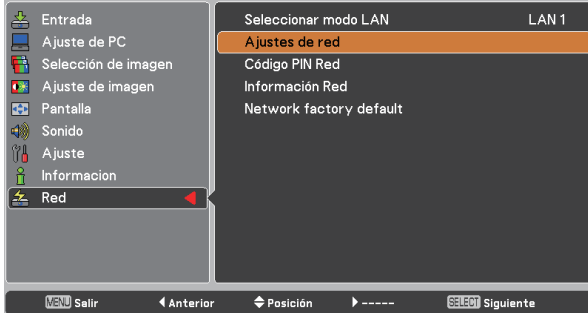 Entrada
Ajuste de PC
Selección de imagen
Ajuste de imagen
Pantalla
Sonido
Ajuste
Informacion
Red
Seleccionar modo LAN LAN 1
Ajustes de red
Código PIN Red
Información Red
Network factory default
MENU Salir Anterior Posición ----- SELECT Siguiente